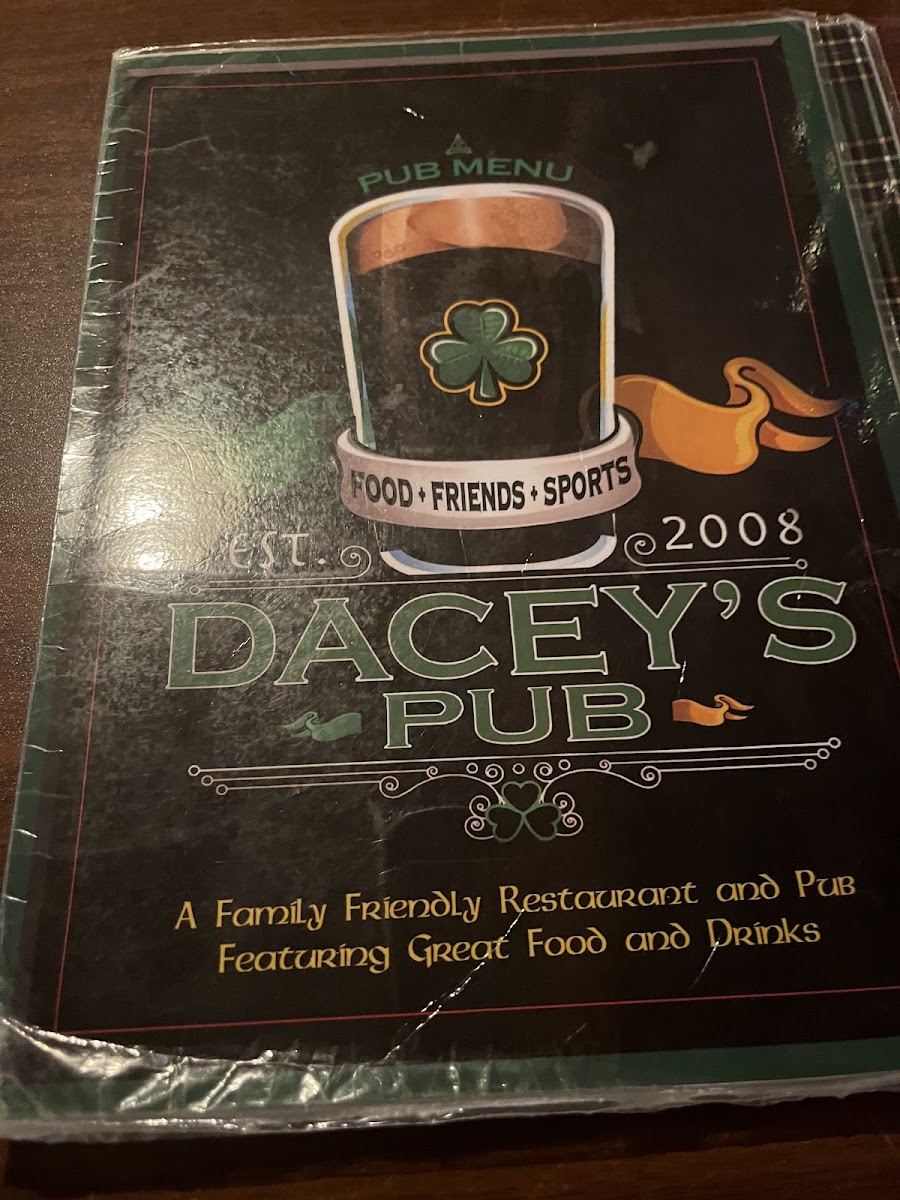 PUB MENU
FOOD + FRIENDS + SPORTS
EST. 2008
DACEY'S
PUB
A Family Friendly Restaurant and Pub
Featuring Great Food and Drinks